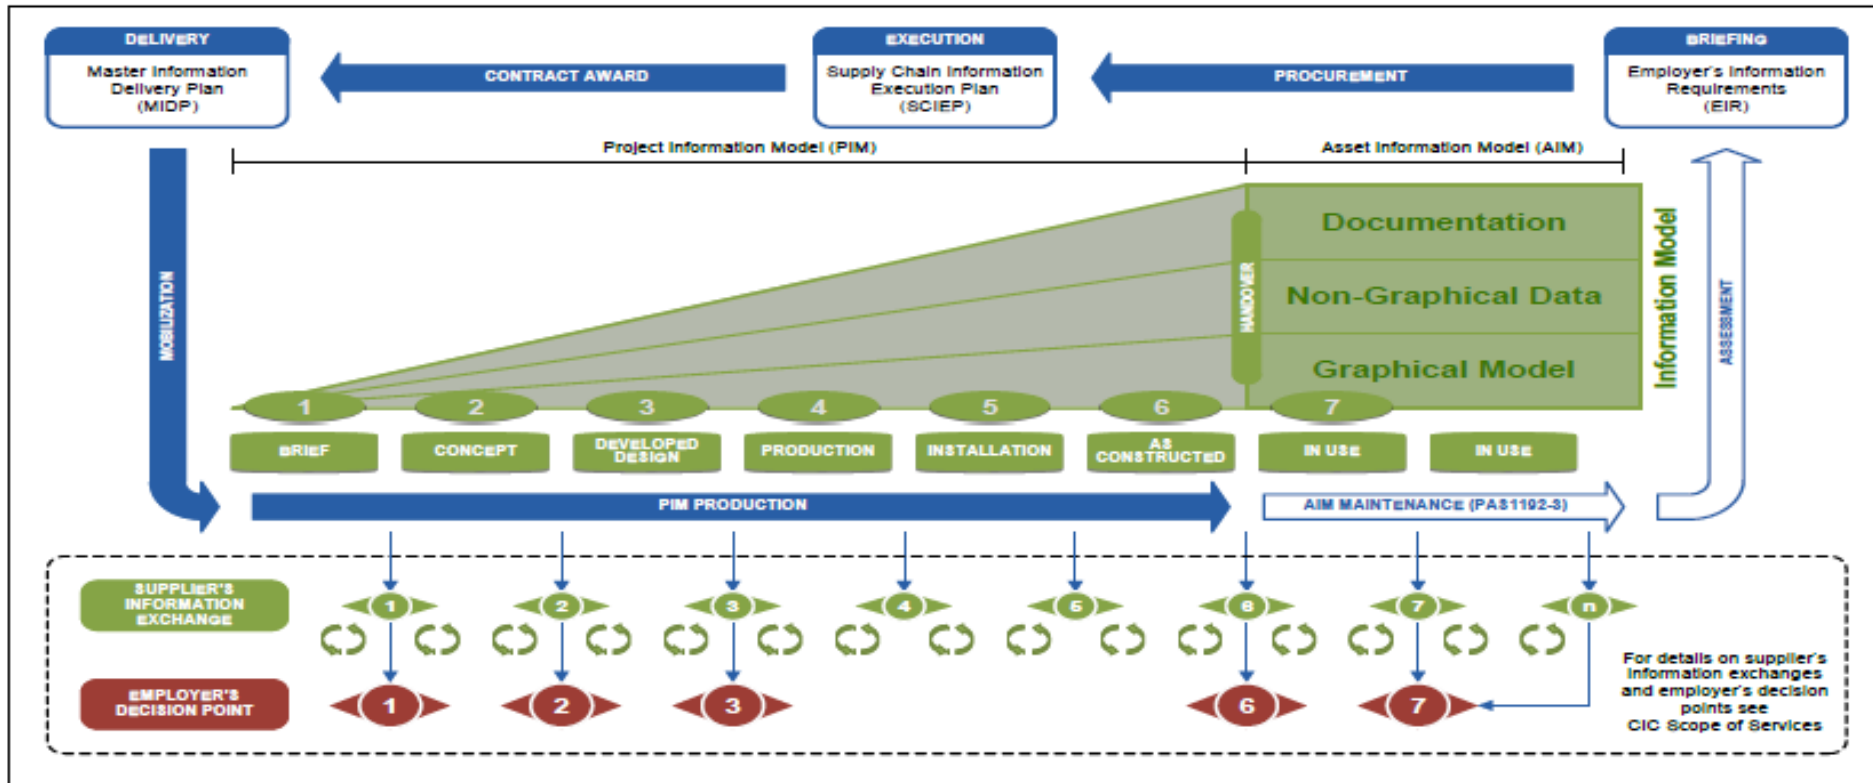 DELIVERY
Master Information
Delivery Plan
(MIDP)
CONTRACT AWARD
EXECUTION
Supply Chain Information
Execution Plan
(SCIEP)
PROCUREMENT
BRIEFING
Employer's Information
Requirements
(EIR)
Project Information Model (PIM)
Asset Information Model (AIM)
MOBILIZATION
HANDOVER
Documentation
Non-Graphical Data
Graphical Model
Information Model
ASSESSMENT
1
2
3
4
5
6
7
BRIEF
CONCEPT
DEVELOPED
DESIGN
PRODUCTION
INSTALLATION
AS
CONSTRUCTED
IN USE
IN USE
PIM PRODUCTION
AIM MAINTENANCE (PAS1192-3)
SUPPLIER'S
INFORMATION
EXCHANGE
1
2
3
4
5
6
7
n
EMPLOYER'S
DECISION POINT
1
2
3
6
7
For details on supplier's
information exchanges
and employer's decision
points see
CIC Scope of Services